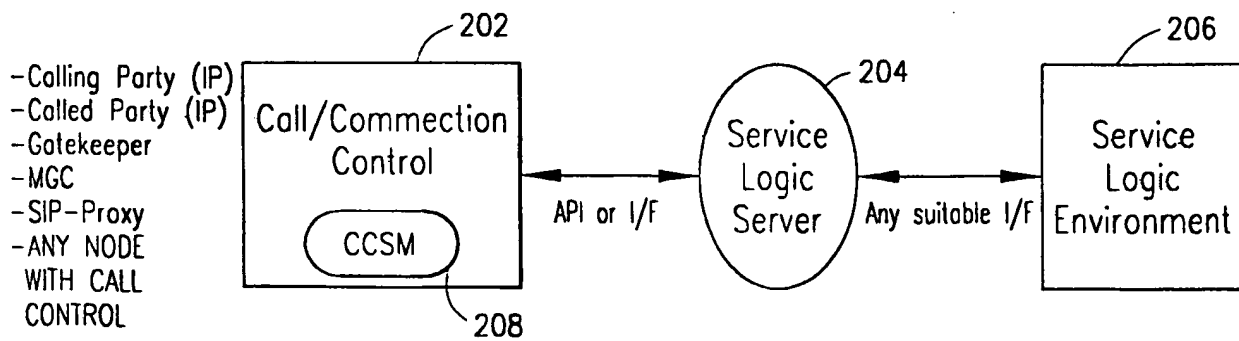 202
-Calling Party (IP)
-Called Party (IP)
-Gatekeeper
-MGC
-SIP-Proxy
-ANY NODE
WITH CALL
CONTROL
Call/Commection
Control
CCSM
208
API or I/F
204
Service
Logic
Server
Any suitable I/F
206
Service
Logic
Environment